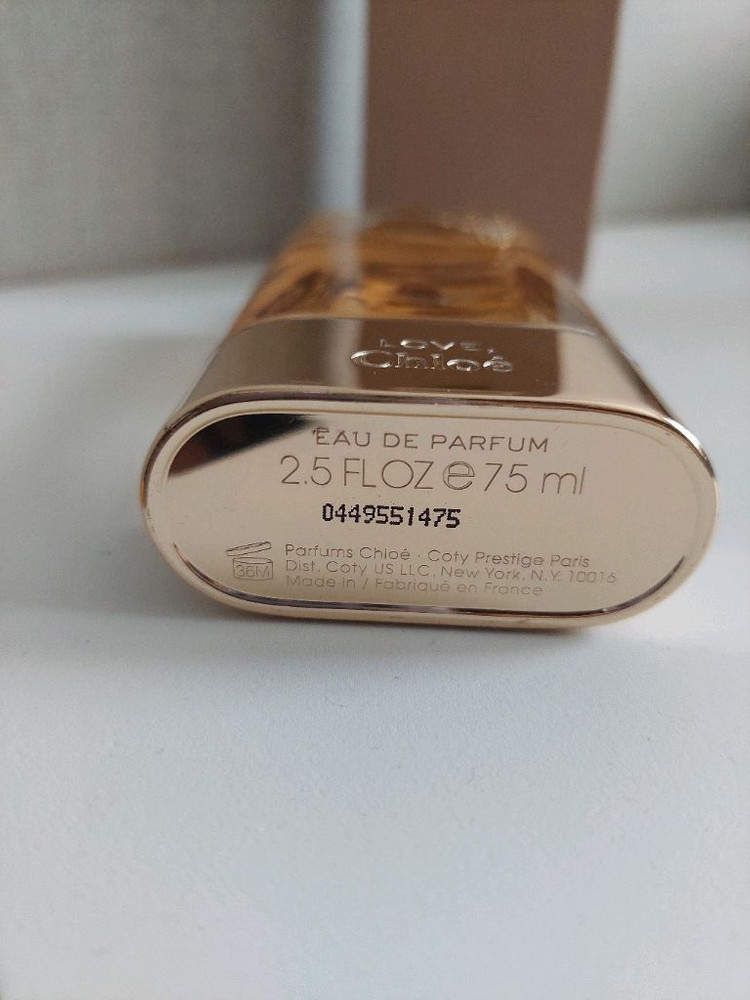 LOVE,
Chloé
EAU DE PARFUM
2.5 FL OZ ℮ 75 ml
0449551475
36M
Parfums Chloé · Coty Prestige Paris
Dist. Coty US LLC. New York. N.Y. 10016
Made in / Fabriqué en France